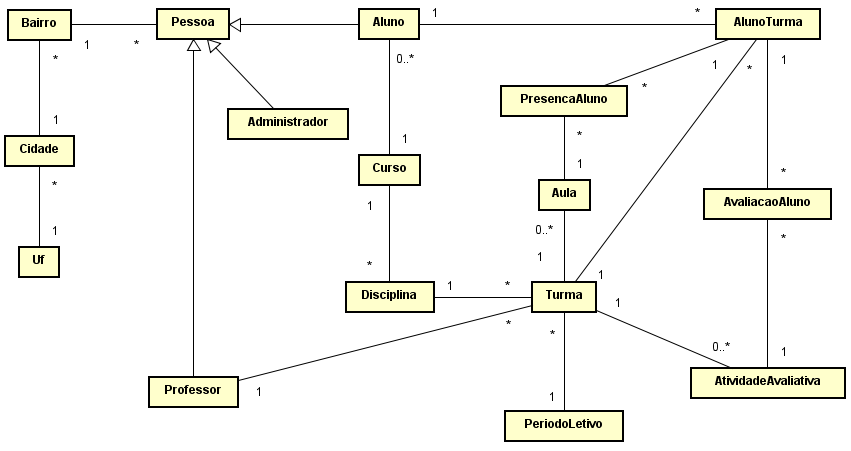 Bairro
Pessoa
Aluno
AlunoTurma
1
*
1
*
*
0..*
1
*
1
PresencaAluno
*
Administrador
*
1
Cidade
1
Curso
1
Aula
*
AvaliacaoAluno
*
1
0..*
*
1
Uf
*
1
1
*
1
1
Disciplina
*
Turma
*
*
0..*
1
Professor
1
1
AtividadeAvaliativa
PeriodoLetivo